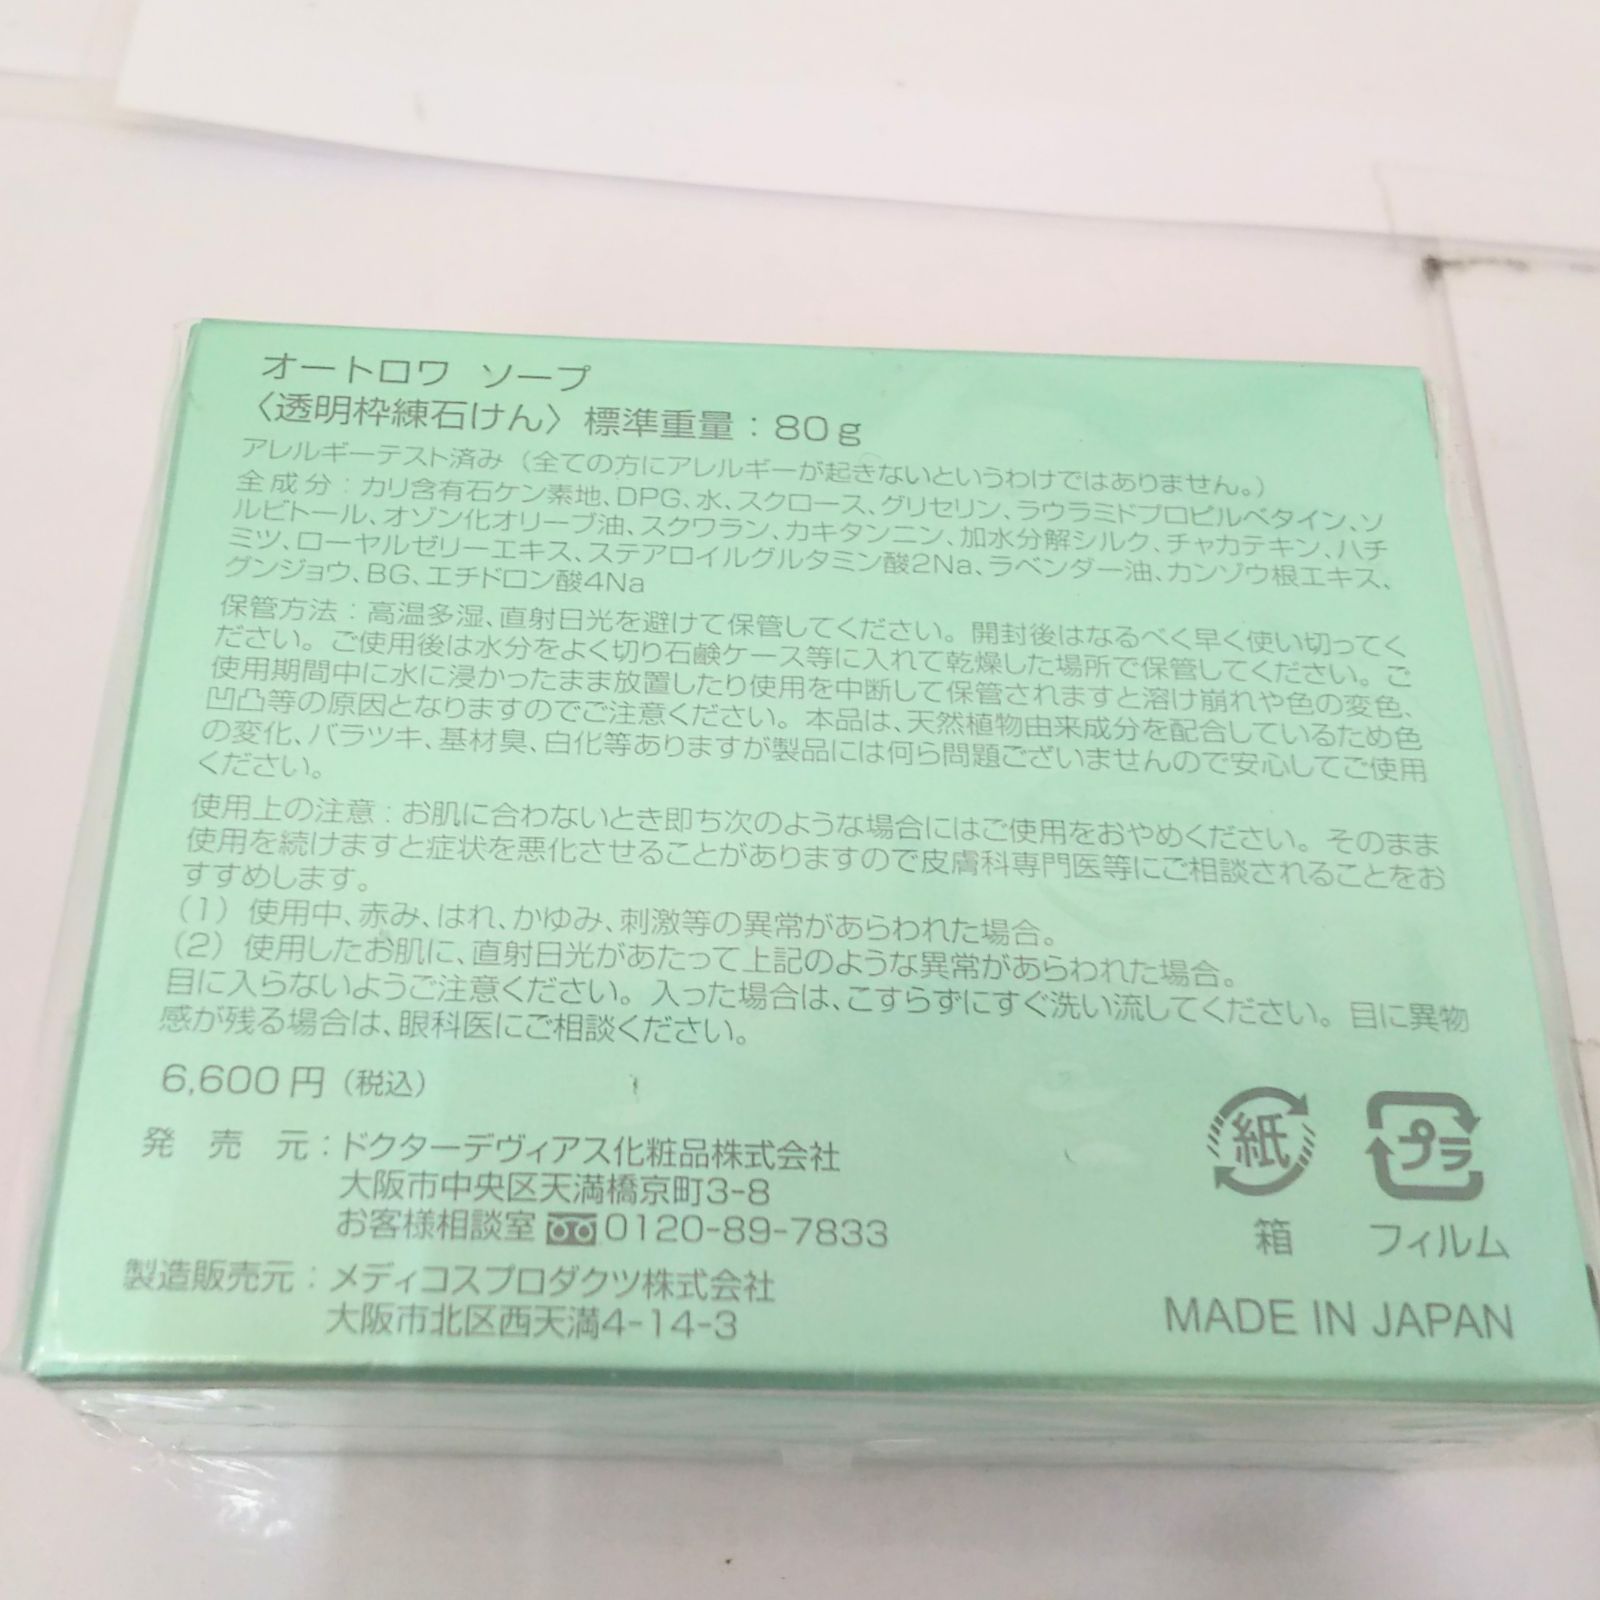 オートロワ ソープ
〈透明枠練石けん〉標準重量：80g
アレルギーテスト済み（全ての方にアレルギーが起きないというわけではありません。）
全成分：カリ含有石ケン素地、DPG、水、スクロース、グリセリン、ラウラミドプロピルベタイン、ソ
ルビトール、オゾン化オリーブ油、スクワラン、カキタンニン、加水分解シルク、チャカテキン、ハチ
ミツ、ローヤルゼリーエキス、ステアロイルグルタミン酸2Na、ラベンダー油、カンゾウ根エキス、
グンジョウ、BG、エチドロン酸4Na
保管方法：高温多湿、直射日光を避けて保管してください。開封後はなるべく早く使い切ってく
ださい。ご使用後は水分をよく切り石鹸ケース等に入れて乾燥した場所で保管してください。ご
使用期間中に水に浸かったまま放置したり使用を中断して保管されますと溶け崩れや色の変色、
凹凸等の原因となりますのでご注意ください。本品は、天然植物由来成分を配合しているため色
の変化、バラツキ、基材臭、白化等ありますが製品には何ら問題ございませんので安心してご使用
ください。
使用上の注意：お肌に合わないとき即ち次のような場合にはご使用をおやめください。そのまま
使用を続けますと症状を悪化させることがありますので皮膚科専門医等にご相談されることをお
すすめします。
（1）使用中、赤み、はれ、かゆみ、刺激等の異常があらわれた場合。
（2）使用したお肌に、直射日光があたって上記のような異常があらわれた場合。
目に入らないようご注意ください。入った場合は、こすらずにすぐ洗い流してください。目に異物
感が残る場合は、眼科医にご相談ください。
6,600円（税込）
発売元：ドクターデヴィアス化粧品株式会社
大阪市中央区天満橋京町3-8
お客様相談室 0120-89-7833
製造販売元：メディコスプロダクツ株式会社
大阪市北区西天満4-14-3
紙 プラ
箱 フィルム
MADE IN JAPAN